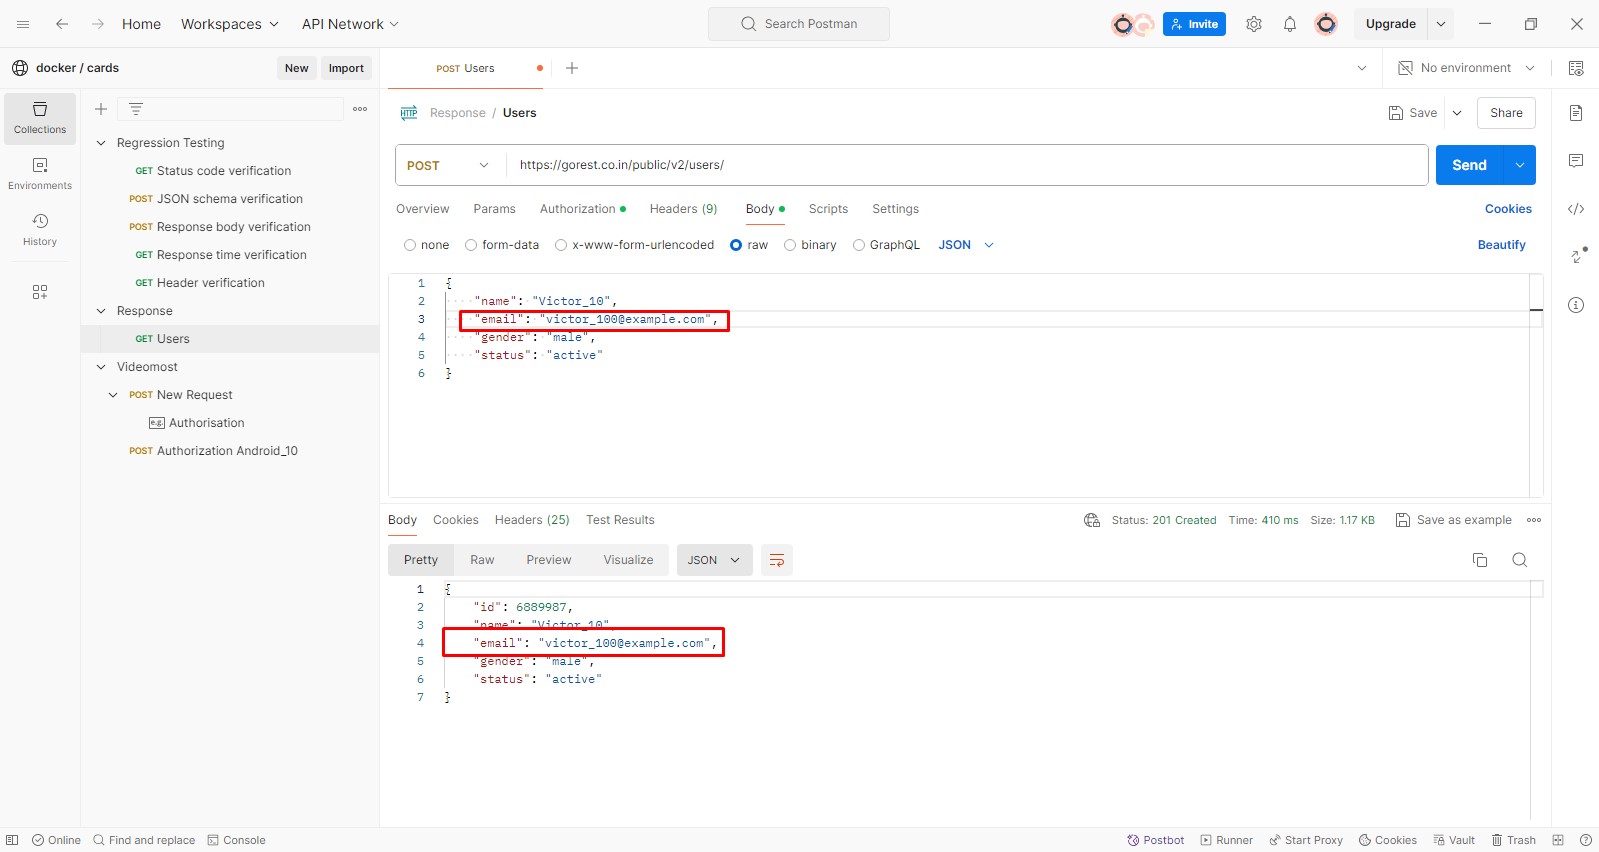 Home Workspaces API Network Search Postman Invite Upgrade
docker / cards New Import POST Users No environment
Collections
Environments
History
Regression Testing
GET Status code verification
POST JSON schema verification
POST Response body verification
GET Response time verification
GET Header verification
Response
GET Users
Videomost
POST New Request
e.g. Authorisation
POST Authorization Android_10
HTTP Response / Users Save Share
POST https://gorest.co.in/public/v2/users/ Send
Overview Params Authorization Headers (9) Body Scripts Settings Cookies
none form-data x-www-form-urlencoded raw binary GraphQL JSON Beautify
1 {
2 "name": "Victor_10",
3 "email": "victor_100@example.com",
4 "gender": "male",
5 "status": "active"
6 }
Body Cookies Headers (25) Test Results Status: 201 Created Time: 410 ms Size: 1.17 KB Save as example
Pretty Raw Preview Visualize JSON
1 {
2 "id": 6889987,
3 "name": "Victor_10",
4 "email": "victor_100@example.com",
5 "gender": "male",
6 "status": "active"
7 }
Online Find and replace Console Postbot Runner Start Proxy Cookies Vault Trash